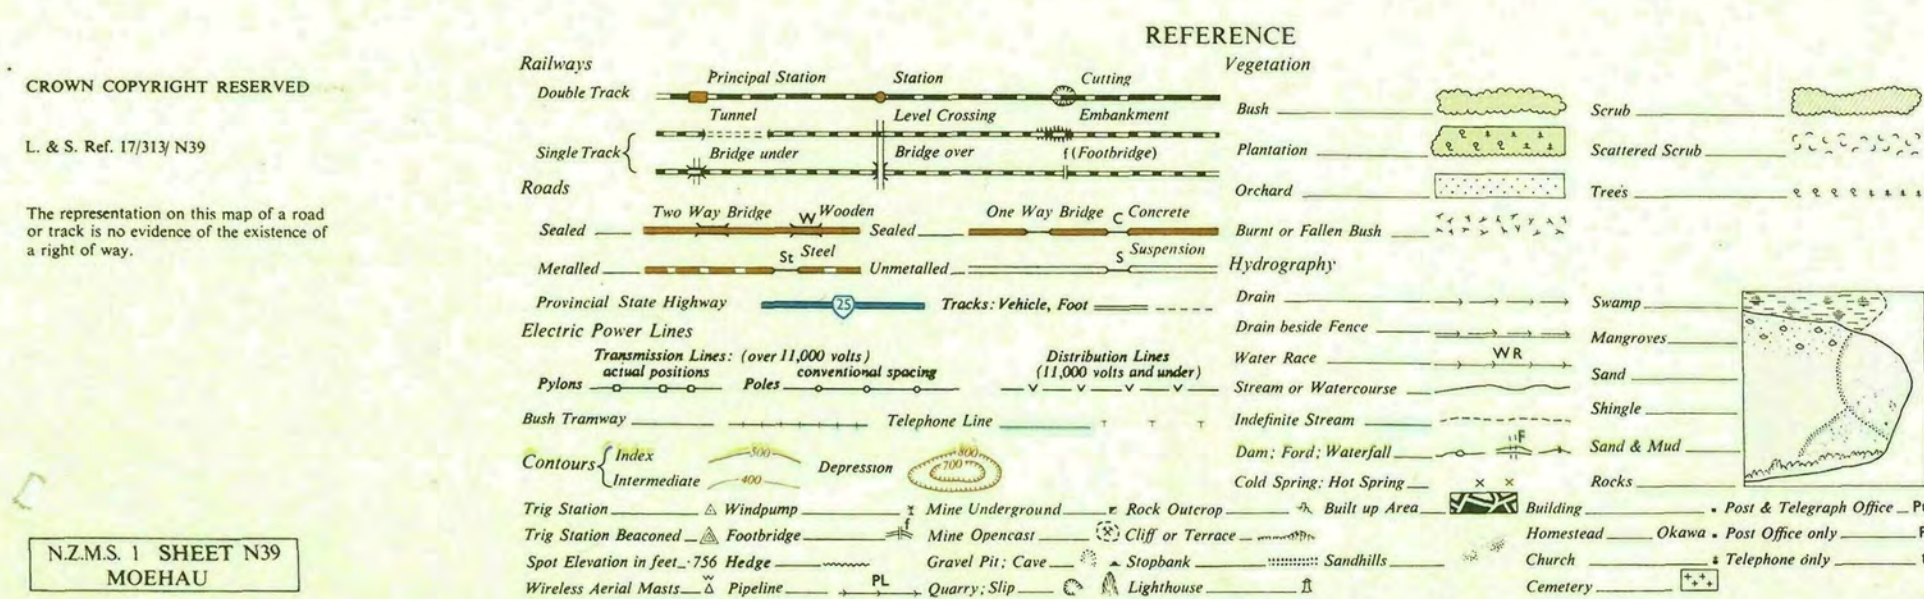 REFERENCE
CROWN COPYRIGHT RESERVED
L. & S. Ref. 17/313/ N39
The representation on this map of a road
or track is no evidence of the existence of
a right of way.
N.Z.M.S. 1 SHEET N39
MOEHAU
Railways
Principal Station Station Cutting
Double Track
Tunnel Level Crossing Embankment
Single Track
Bridge under Bridge over f (Footbridge)
Roads
Two Way Bridge W Wooden One Way Bridge C Concrete
Sealed Sealed
St Steel S Suspension
Metalled Unmetalled
Provincial State Highway 25 Tracks: Vehicle, Foot
Electric Power Lines
Transmission Lines: (over 11,000 volts) Distribution Lines
actual positions conventional spacing (11,000 volts and under)
Pylons Poles
Bush Tramway Telephone Line T T T
Contours Index 500 Depression 800
700
Intermediate 400
Vegetation
Bush Scrub
Plantation Scattered Scrub
Orchard Trees
Burnt or Fallen Bush
Hydrography
Drain Swamp
Drain beside Fence Mangroves
Water Race WR Sand
Stream or Watercourse Shingle
Indefinite Stream
Dam; Ford; Waterfall F Sand & Mud
Cold Spring; Hot Spring Rocks
Trig Station Windpump Mine Underground Rock Outcrop Built up Area Building Post & Telegraph Office
Trig Station Beaconed Footbridge f Mine Opencast Cliff or Terrace Homestead Okawa Post Office only
Spot Elevation in feet 756 Hedge Gravel Pit; Cave Stopbank Sandhills Church Telephone only
Wireless Aerial Masts Pipeline PL Quarry; Slip Lighthouse Cemetery